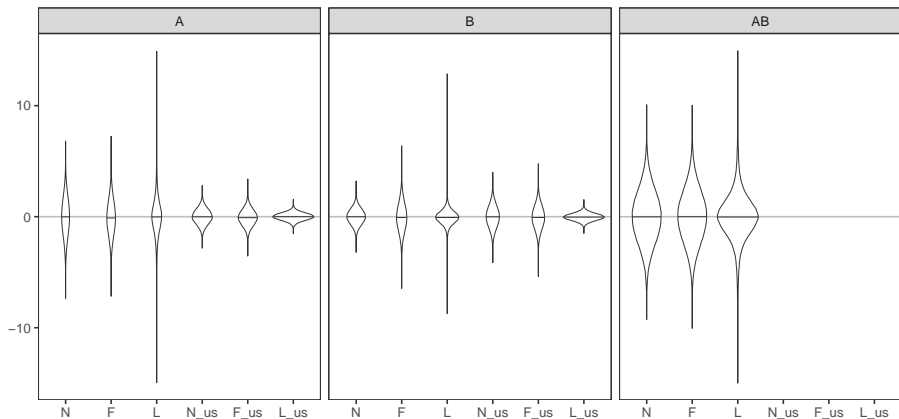 A B AB
10
0
−10
N F L N_us F_us L_us N F L N_us F_us L_us N F L N_us F_us L_us